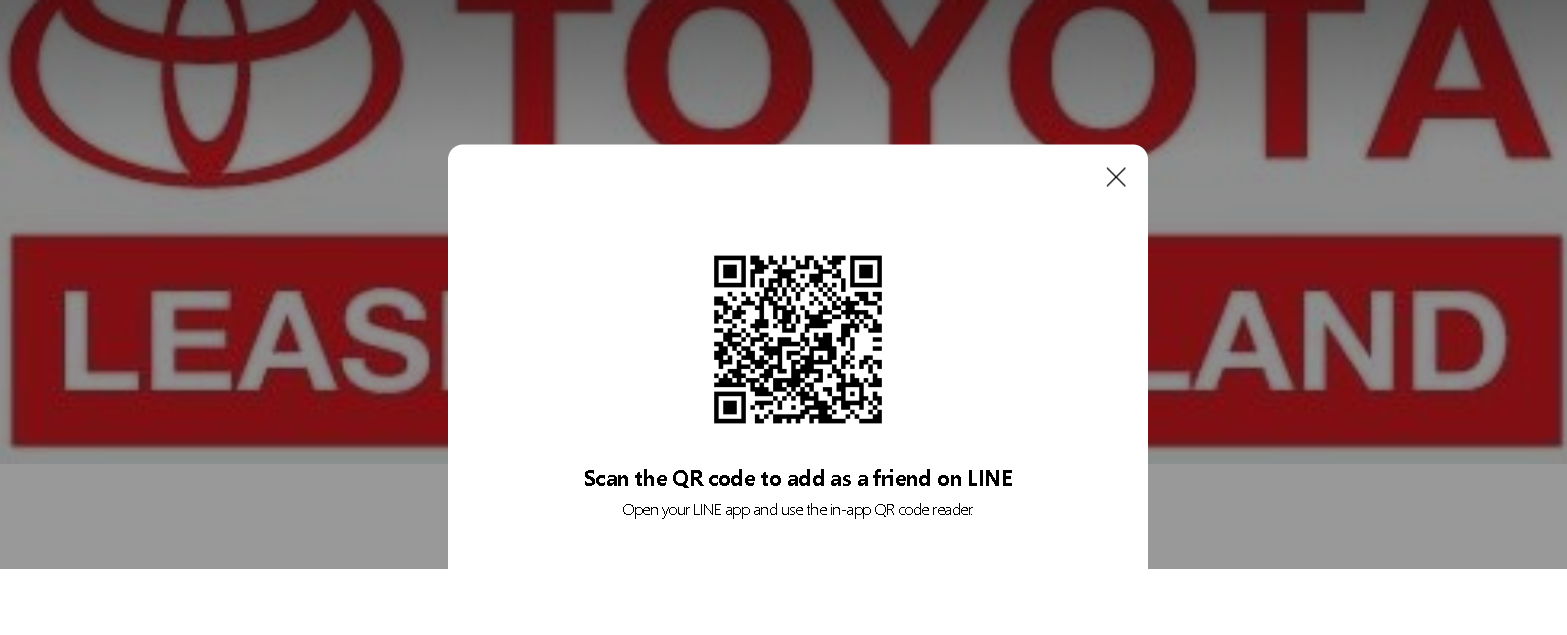 TOYOTA
LEAS LAND
Scan the QR code to add as a friend on LINE
Open your LINE app and use the in-app QR code reader.